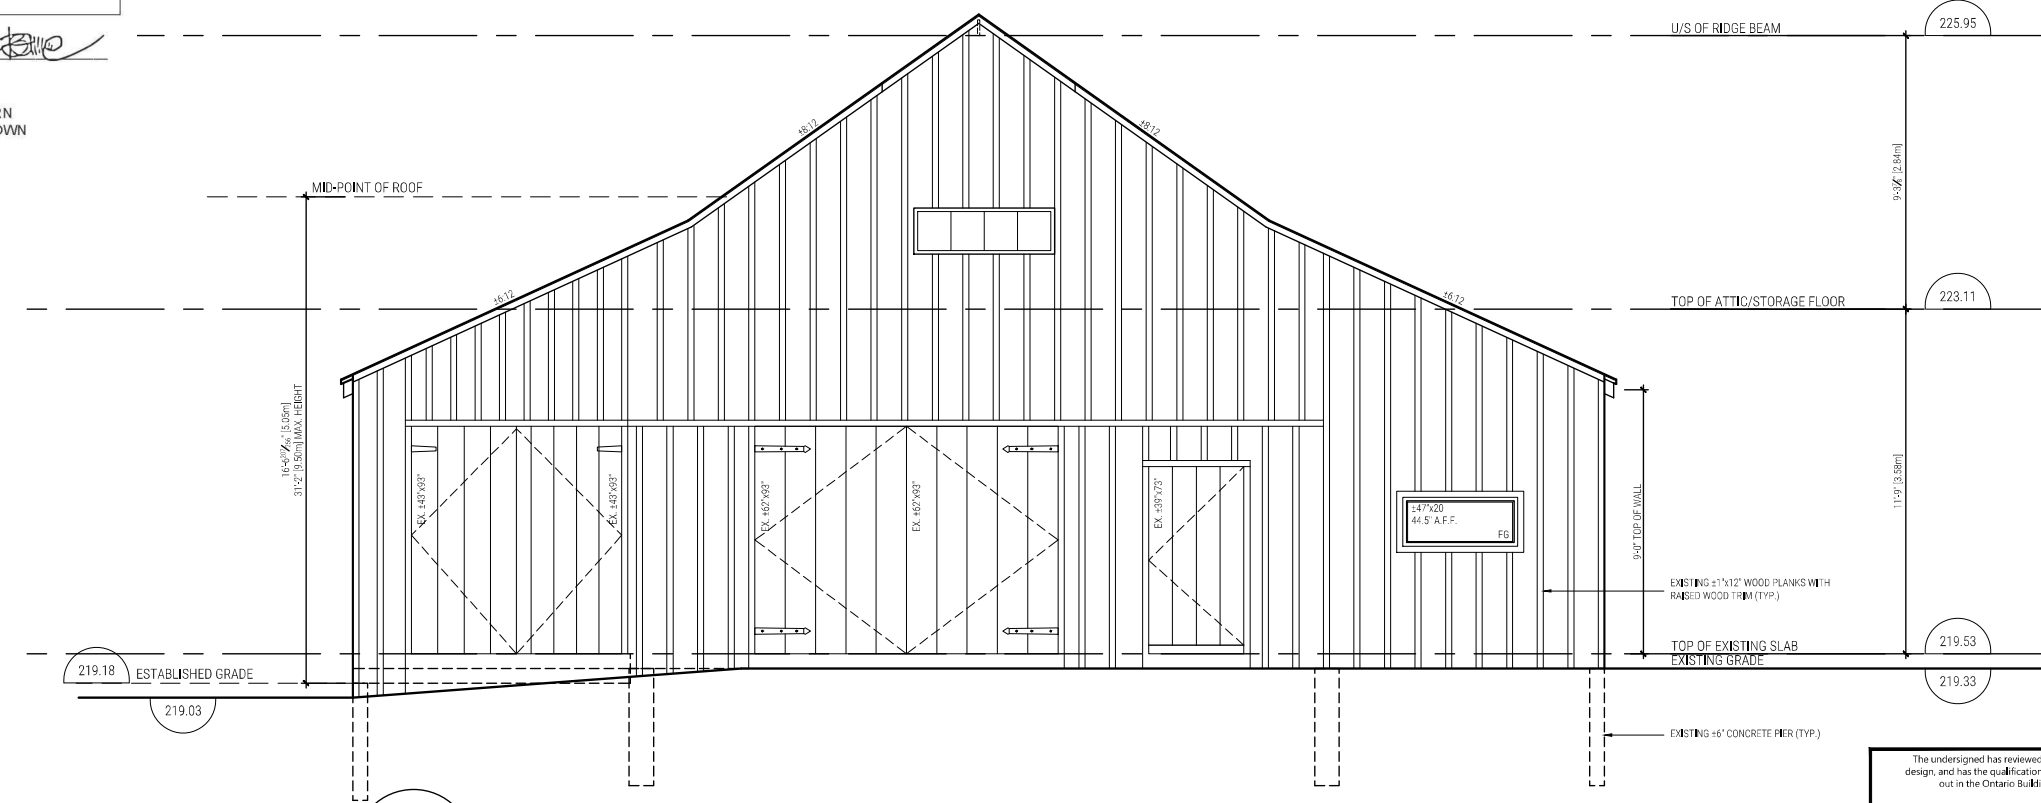 RN
OWN
U/S OF RIDGE BEAM
225.95
±8:12
±8:12
MID-POINT OF ROOF
9'-3⅞" [2.84m]
±6:12
±6:12
TOP OF ATTIC/STORAGE FLOOR
223.11
[5.05m]
31'-2" [9.50m] MAX. HEIGHT
EX. ±43"x93"
EX. ±43"x93"
EX. ±62"x93"
EX. ±62"x93"
EX. ±39"x73"
±47"x20
44.5" A.F.F.
FG
9'-0" TOP OF WALL
11'-9" [3.58m]
EXISTING ±1"x12" WOOD PLANKS WITH
RAISED WOOD TRIM (TYP.)
TOP OF EXISTING SLAB
219.53
EXISTING GRADE
219.33
219.18
ESTABLISHED GRADE
219.03
EXISTING ±6" CONCRETE PIER (TYP.)
The undersigned has reviewed
design, and has the qualification
out in the Ontario Buildi